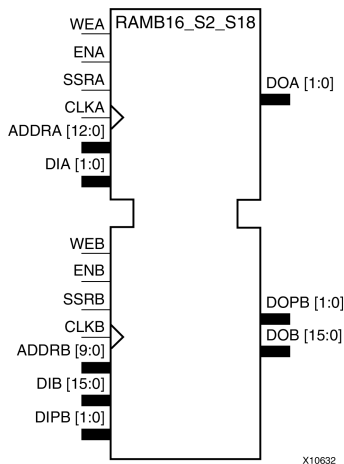 RAMB16_S2_S18
WEA
ENA
SSRA
CLKA
ADDRA [12:0]
DIA [1:0]
DOA [1:0]
WEB
ENB
SSRB
CLKB
ADDRB [9:0]
DIB [15:0]
DIPB [1:0]
DOPB [1:0]
DOB [15:0]
X10632